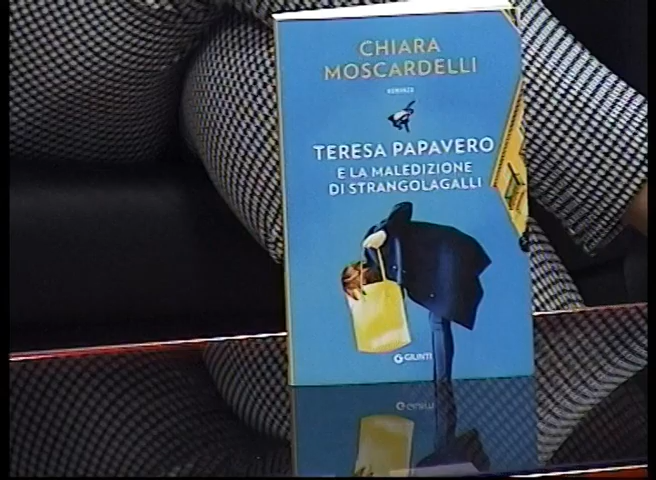 CHIARA
MOSCARDELLI
ROMANZO
TERESA PAPAVERO
E LA MALEDIZIONE
DI STRANGOLAGALLI
GIUNTI